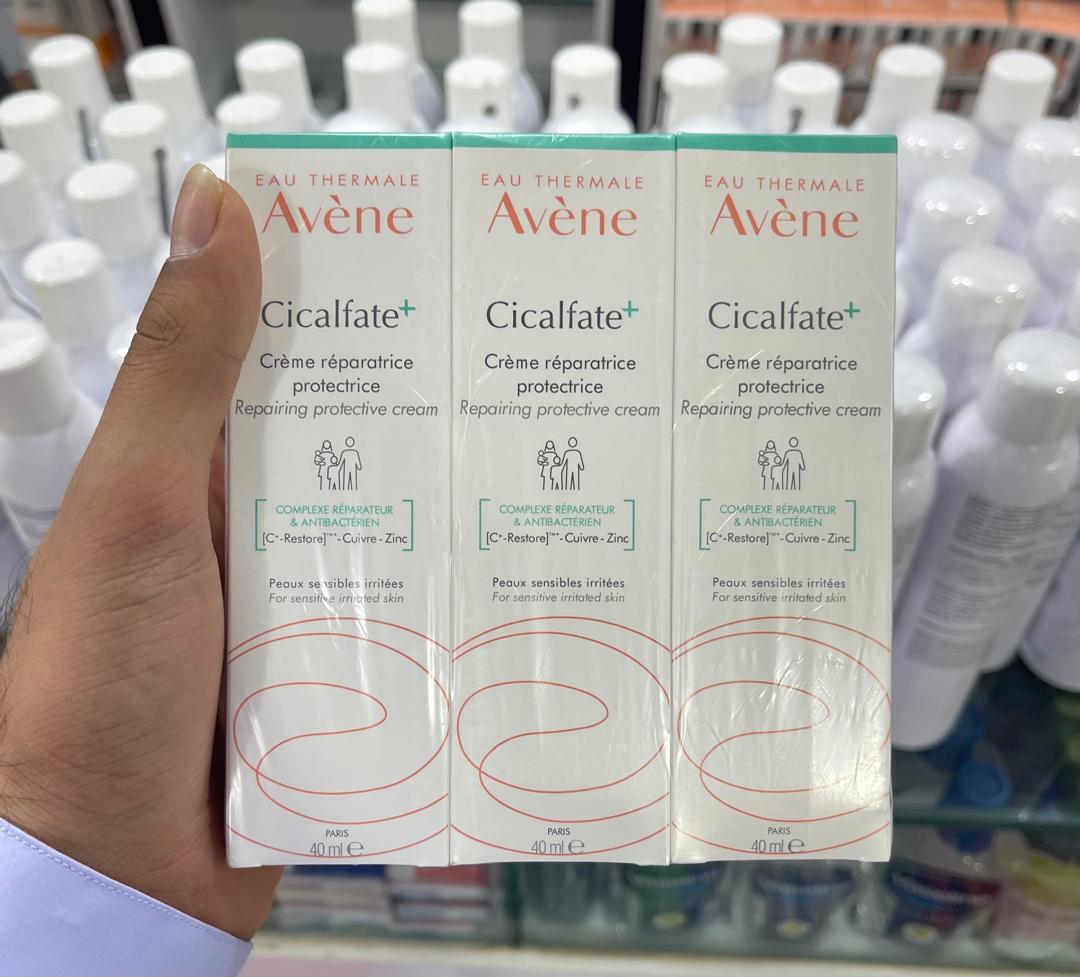 EAU THERMALE
Avène
Cicalfate+
Crème réparatrice
protectrice
Repairing protective cream
COMPLEXE RÉPARATEUR
& ANTIBACTÉRIEN
[C+-Restore]™*- Cuivre - Zinc
Peaux sensibles irritées
For sensitive irritated skin
PARIS
40 ml ℮
EAU THERMALE
Avène
Cicalfate+
Crème réparatrice
protectrice
Repairing protective cream
COMPLEXE RÉPARATEUR
& ANTIBACTÉRIEN
[C+-Restore]™*- Cuivre - Zinc
Peaux sensibles irritées
For sensitive irritated skin
PARIS
40 ml ℮
EAU THERMALE
Avène
Cicalfate+
Crème réparatrice
protectrice
Repairing protective cream
COMPLEXE RÉPARATEUR
& ANTIBACTÉRIEN
[C+-Restore]™*- Cuivre - Zinc
Peaux sensibles irritées
For sensitive irritated skin
PARIS
40 ml ℮